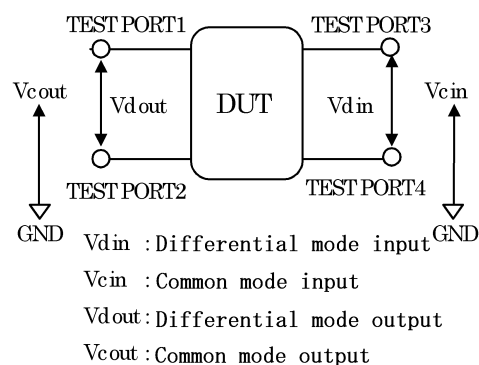 TEST PORT1 TEST PORT3
Vcout Vdout DUT Vdin Vcin
TEST PORT2 TEST PORT4
GND GND
Vdin : Differential mode input
Vcin : Common mode input
Vdout : Differential mode output
Vcout : Common mode output